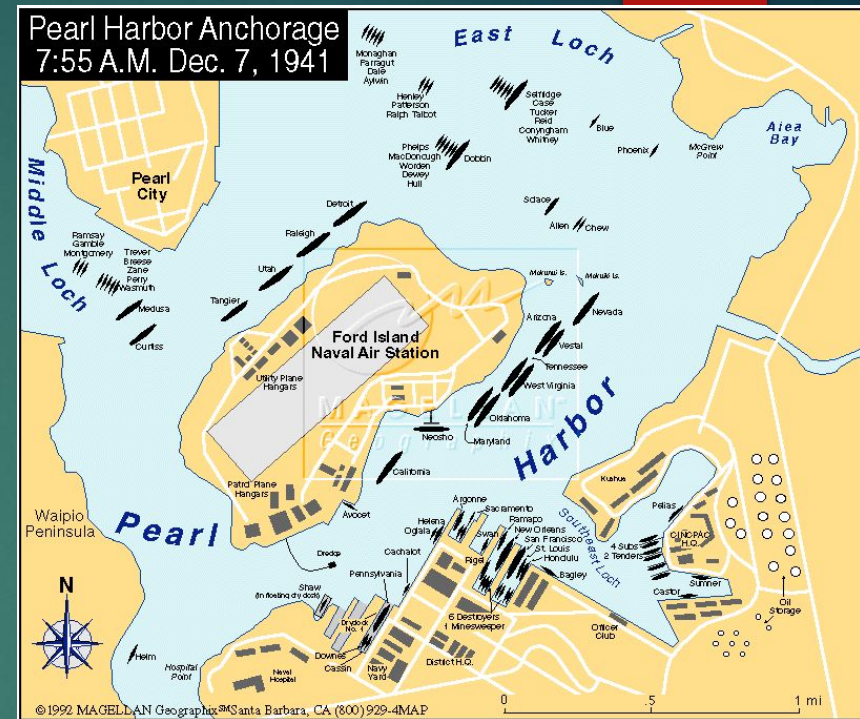 Pearl Harbor Anchorage
7:55 A.M. Dec. 7, 1941
East Loch
Monaghan
Farragut
Dale
Aylwin
Henley
Patterson
Ralph Talbot
Selfridge
Case
Tucker
Reid
Conyngham
Whitney
Blue
Phoenix
McGrew
Point
Aiea
Bay
Phelps
MacDonough
Worden
Dewey
Hull
Dobbin
Pearl
City
Middle
Loch
Detroit
Raleigh
Utah
Tangier
Ramsay
Gamble
Montgomery
Trever
Breese
Zane
Perry
Wasmuth
Medusa
Curtiss
Solace
Allen
Chew
Nevada
Arizona
Vestal
Tennessee
West Virginia
Oklahoma
Maryland
Ford Island
Naval Air Station
Utility Plane
Hangars
MAGELLAN
Geographix
Neosho
California
Patrol Plane
Hangars
Avocet
Pearl Harbor
Waipio
Peninsula
Dredge
Kuahua
Pelias
CINCPAC
H.Q.
4 Subs
2 Tenders
Sumner
Castor
Oil
Storage
Southeast Loch
Argonne
Sacramento
Ramapo
New Orleans
San Francisco
St. Louis
Honolulu
Bagley
Helena
Oglala
Swan
Rigel
Cachalot
Pennsylvania
Shaw
(in floating dry dock)
Drydock
No. 1
Downes
Cassin
Navy
Yard
6 Destroyers
1 Minesweeper
District H.Q.
Officer
Club
Naval
Hospital
Hospital
Point
Helm
N
0 .5 1 mi
©1992 MAGELLAN Geographix℠Santa Barbara, CA (800) 929-4MAP